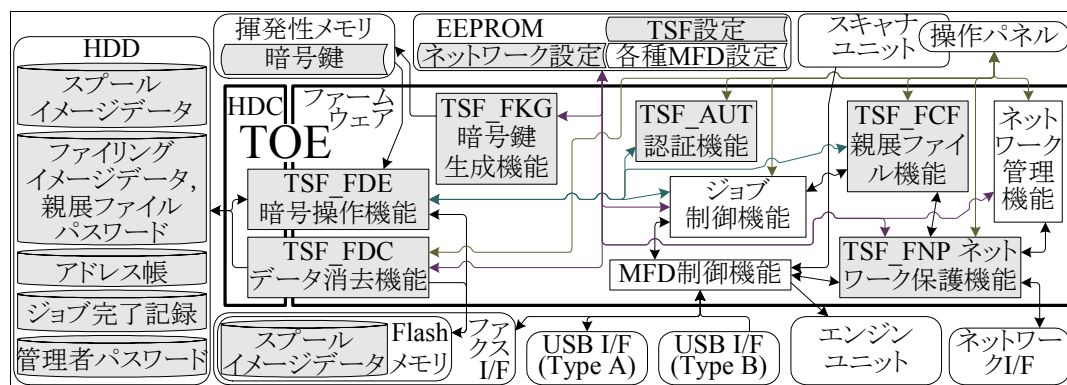 HDD
スプール
イメージデータ
ファイリング
イメージデータ,
親展ファイル
パスワード
アドレス帳
ジョブ完了記録
管理者パスワード
揮発性メモリ
暗号鍵
EEPROM
TSF設定
ネットワーク設定
各種MFD設定
スキャナ
ユニット
操作パネル
HDC
ファームウェア
TOE
TSF_FKG
暗号鍵
生成機能
TSF_AUT
認証機能
TSF_FCF
親展ファイ
ル機能
ネット
ワーク
管理
機能
TSF_FDE
暗号操作機能
ジョブ
制御機能
TSF_FDC
データ消去機能
MFD制御機能
TSF_FNP ネット
ワーク保護機能
スプール
イメージデータ
Flash
メモリ
ファ
クス
I/F
USB I/F
(Type A)
USB I/F
(Type B)
エンジン
ユニット
ネットワー
クI/F